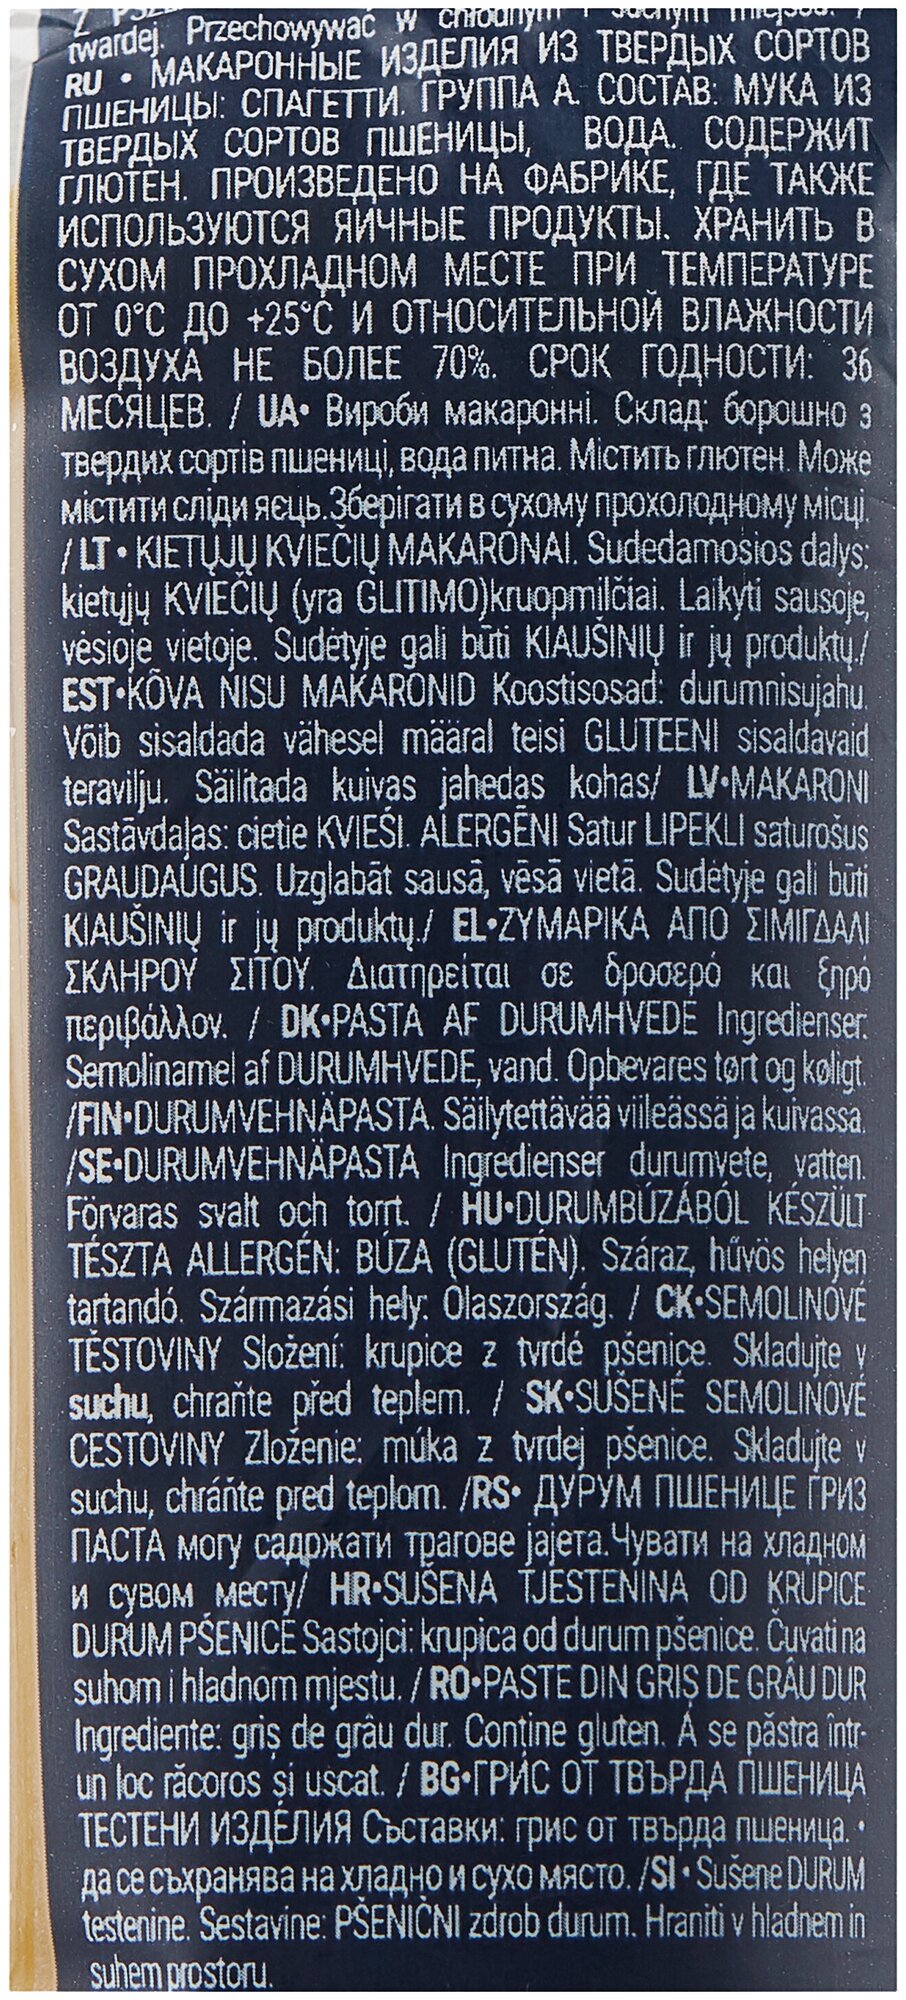 twardej. Przechowywać w chłodnym i suchym miejscu. /
RU • МАКАРОННЫЕ ИЗДЕЛИЯ ИЗ ТВЕРДЫХ СОРТОВ
ПШЕНИЦЫ: СПАГЕТТИ. ГРУППА А. СОСТАВ: МУКА ИЗ
ТВЕРДЫХ СОРТОВ ПШЕНИЦЫ, ВОДА. СОДЕРЖИТ
ГЛЮТЕН. ПРОИЗВЕДЕНО НА ФАБРИКЕ, ГДЕ ТАКЖЕ
ИСПОЛЬЗУЮТСЯ ЯИЧНЫЕ ПРОДУКТЫ. ХРАНИТЬ В
СУХОМ ПРОХЛАДНОМ МЕСТЕ ПРИ ТЕМПЕРАТУРЕ
ОТ 0°С ДО +25°С И ОТНОСИТЕЛЬНОЙ ВЛАЖНОСТИ
ВОЗДУХА НЕ БОЛЕЕ 70%. СРОК ГОДНОСТИ: 36
МЕСЯЦЕВ. / UA• Вироби макаронні. Склад: борошно з
твердих сортів пшениці, вода питна. Містить глютен. Може
містити сліди яєць.Зберігати в сухому прохолодному місці.
/ LT • KIETŲJŲ KVIEČIŲ MAKARONAI. Sudedamosios dalys:
kietųjų KVIEČIŲ (yra GLITIMO)kruopmilčiai. Laikyti sausoje,
vėsioje vietoje. Sudėtyje gali būti KIAUŠINIŲ ir jų produktų./
EST•KÕVA NISU MAKARONID Koostisosad: durumnisujahu.
Võib sisaldada vähesel määral teisi GLUTEENI sisaldavaid
teravilju. Säilitada kuivas jahedas kohas/ LV•MAKARONI
Sastāvdaļas: cietie KVIEŠI. ALERGĒNI Satur LIPEKLI saturošus
GRAUDAUGUS. Uzglabāt sausā, vēsā vietā. Sudėtyje gali būti
KIAUŠINIŲ ir jų produktų./ EL•ΖΥΜΑΡΙΚΑ ΑΠΟ ΣΙΜΙΓΔΑΛΙ
ΣΚΛΗΡΟΥ ΣΙΤΟΥ. Διατηρείται σε δροσερό και ξηρό
περιβάλλον. / DK•PASTA AF DURUMHVEDE Ingredienser:
Semolinamel af DURUMHVEDE, vand. Opbevares tørt og køligt.
/FIN•DURUMVEHNÄPASTA. Säilytettävää viileässä ja kuivassa.
/SE•DURUMVEHNÄPASTA Ingredienser durumvete, vatten.
Förvaras svalt och torrt. / HU•DURUMBÚZÁBÓL KÉSZÜLT
TÉSZTA ALLERGÉN: BÚZA (GLUTÉN). Száraz, hűvös helyen
tartandó. Származási hely: Olaszország. / CK•SEMOLINOVÉ
TĚSTOVINY Složení: krupice z tvrdé pšenice. Skladujte v
suchu, chraňte před teplem. / SK•SUŠENÉ SEMOLINOVÉ
CESTOVINY Zloženie: múka z tvrdej pšenice. Skladujte v
suchu, chráňte pred teplom. /RS• ДУРУМ ПШЕНИЦЕ ГРИЗ
ПАСТА могу садржати трагове јајета.Чувати на хладном
и сувом месту/ HR•SUŠENA TJESTENINA OD KRUPICE
DURUM PŠENICE Sastojci: krupica od durum pšenice. Čuvati na
suhom i hladnom mjestu. / RO•PASTE DIN GRIȘ DE GRÂU DUR
Ingrediente: griș de grâu dur. Conține gluten. A se păstra într-
un loc răcoros și uscat. / BG•ГРИС ОТ ТВЪРДА ПШЕНИЦА
ТЕСТЕНИ ИЗДЕЛИЯ Съставки: грис от твърда пшеница. •
да се съхранява на хладно и сухо място. /SI • Sušene DURUM
testenine. Sestavine: PŠENIČNI zdrob durum. Hraniti v hladnem in
suhem prostoru.